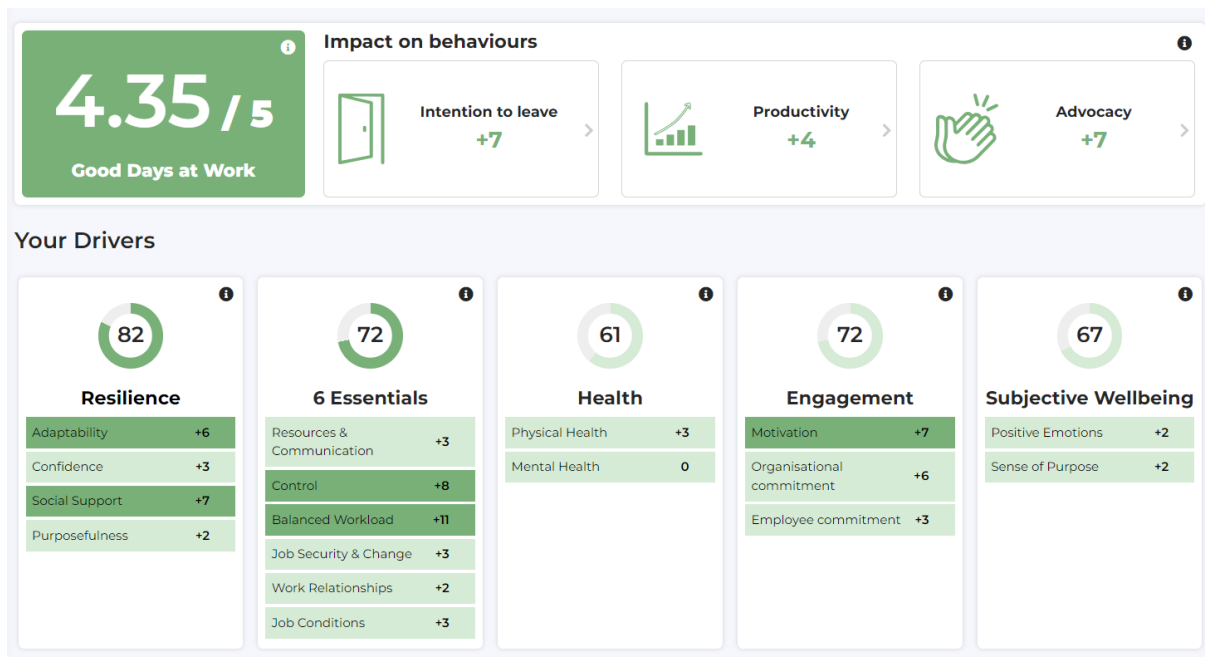 Impact on behaviours
4.35 / 5
Good Days at Work
Intention to leave
+7
Productivity
+4
Advocacy
+7
Your Drivers
82
Resilience
Adaptability +6
Confidence +3
Social Support +7
Purposefulness +2
72
6 Essentials
Resources &
Communication
+3
Control +8
Balanced Workload +11
Job Security & Change +3
Work Relationships +2
Job Conditions +3
61
Health
Physical Health +3
Mental Health 0
72
Engagement
Motivation +7
Organisational
commitment
+6
Employee commitment +3
67
Subjective Wellbeing
Positive Emotions +2
Sense of Purpose +2